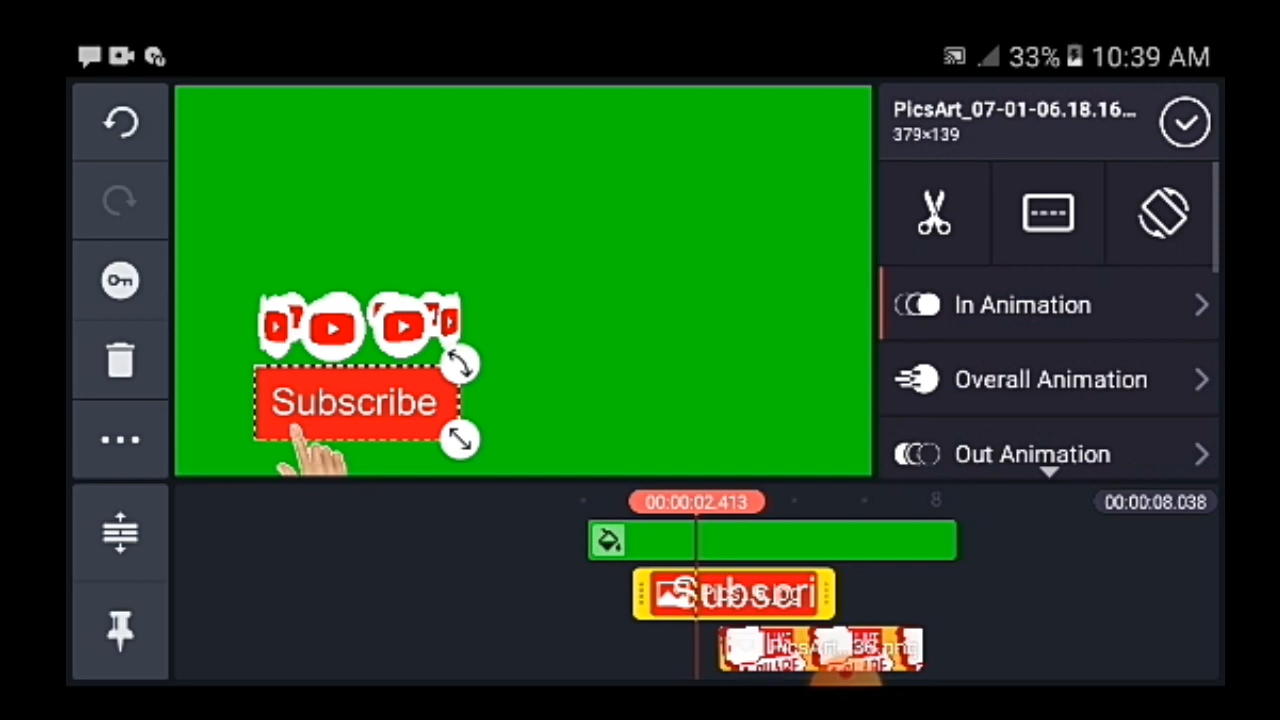 33% 10:39 AM
PicsArt_07-01-06.18.16...
379×139
In Animation
Overall Animation
Out Animation
Subscribe
00:00:02.413
8
00:00:08.038
Subscri